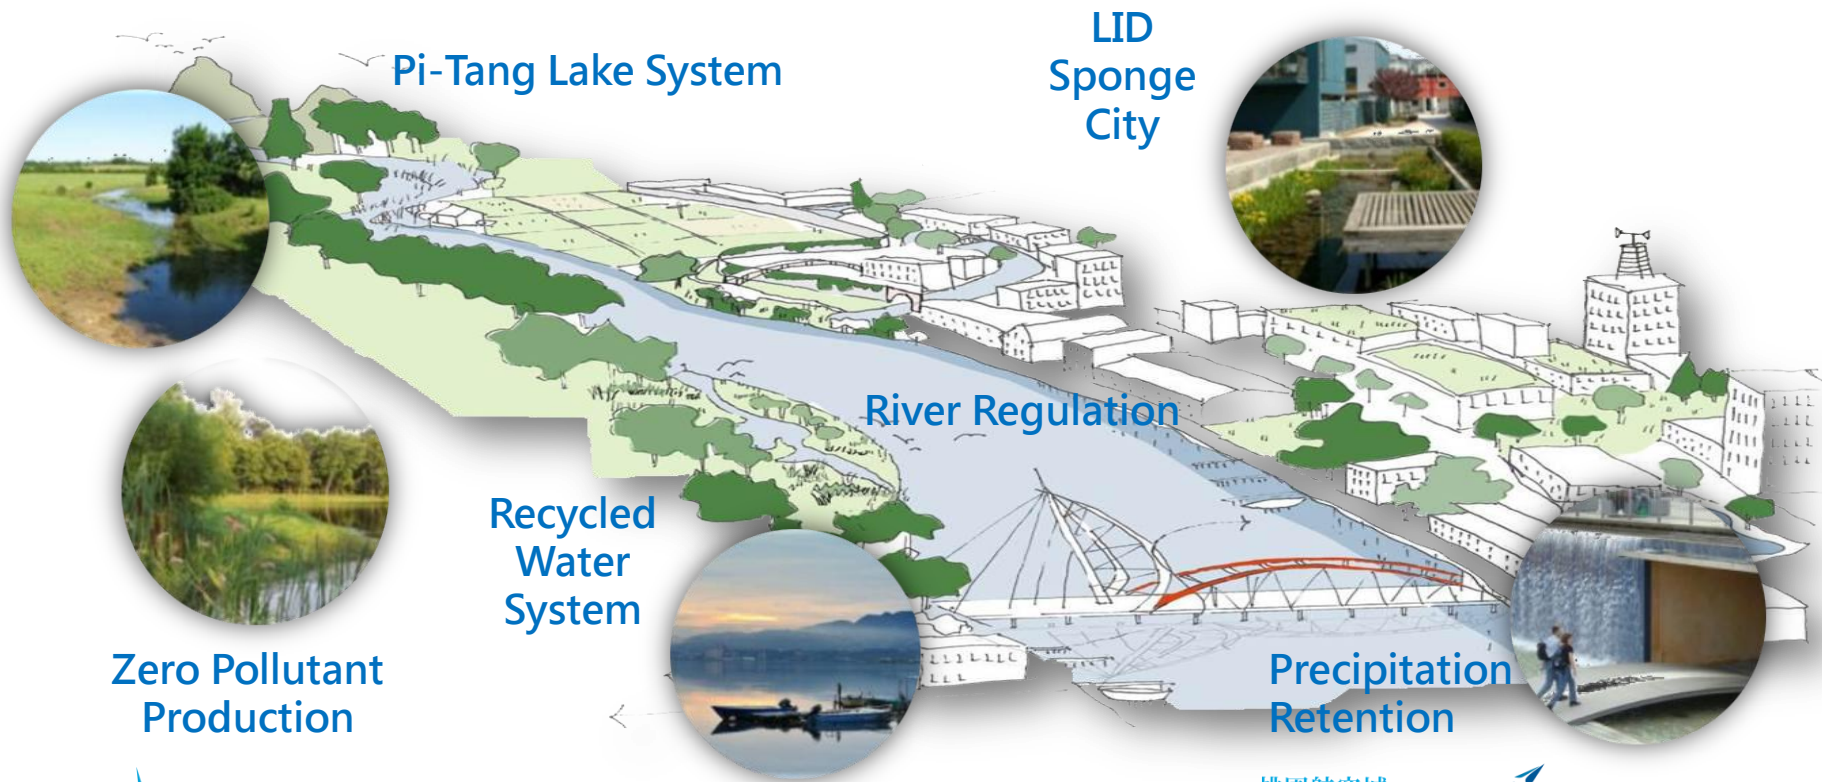 Pi-Tang Lake System
LID
Sponge
City
River Regulation
Recycled
Water
System
Zero Pollutant
Production
Precipitation
Retention